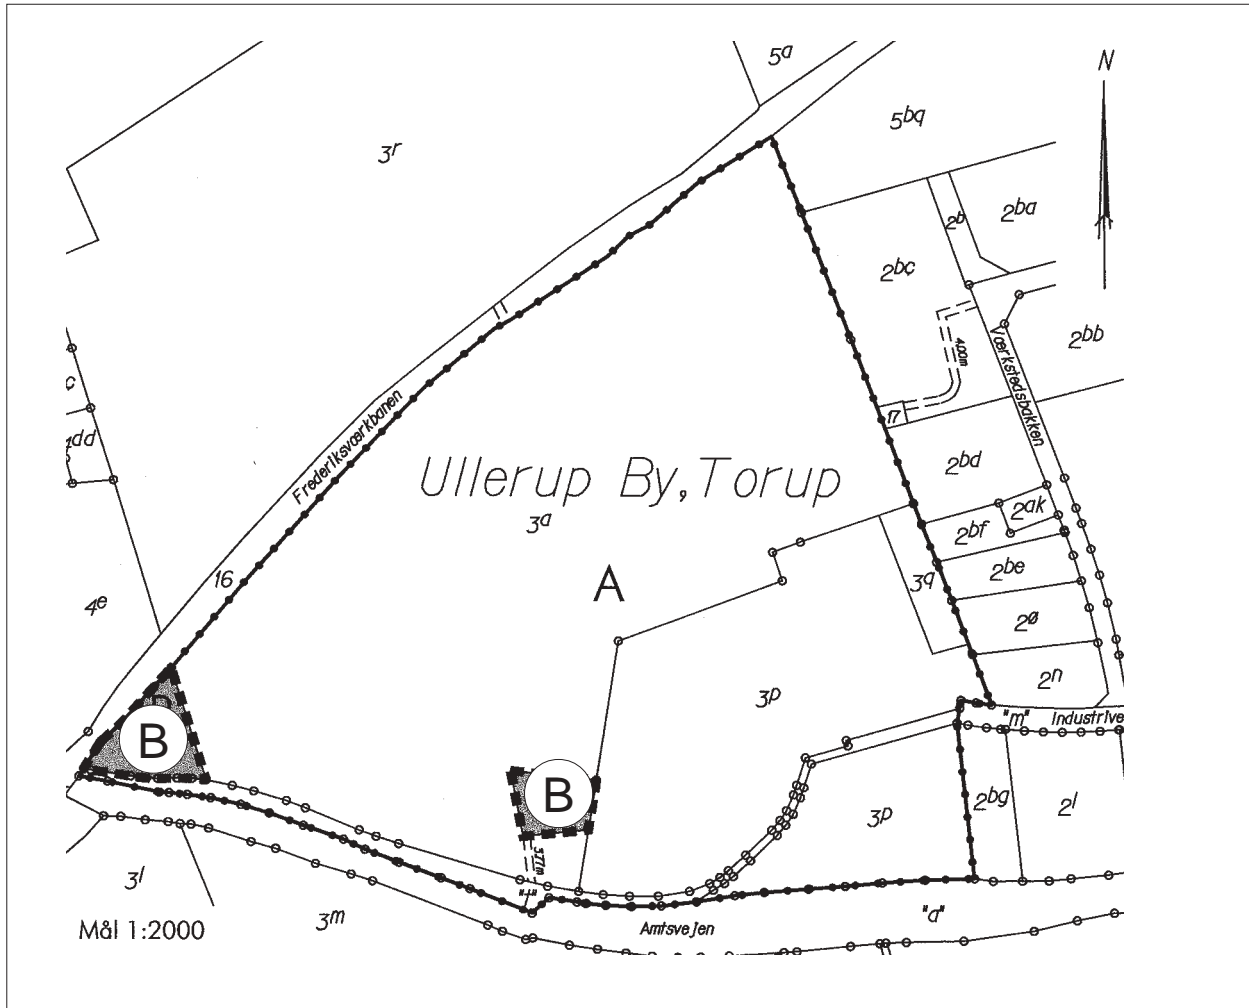 5a
N
5bq
3r
2b
2ba
2bc
4.00m
Værkstedsbakken
2bb
c
dd
17
Frederiksværkbanen
Ullerup By, Torup
2bd
3a
2ak
2bf
16
A
3q
2be
4e
2ø
2n
3p
"m"
Industrive
B
B
2bg
2l
3p
3.77m
3l
"a"
3m
Mål 1:2000
Amtsvejen